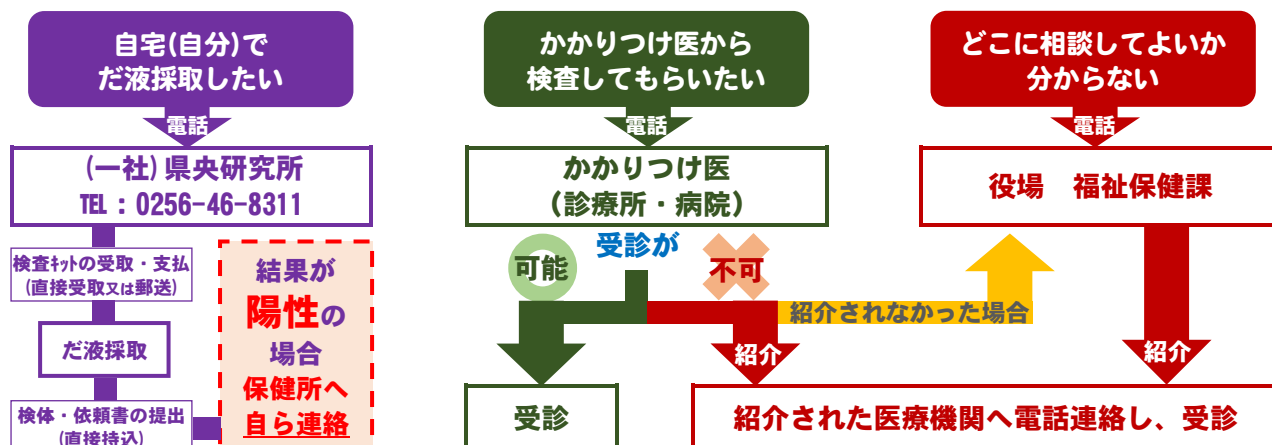 自宅(自分)で
だ液採取したい
電話
(一社)県央研究所
TEL：0256-46-8311
検査ｷｯﾄの受取・支払
(直接受取又は郵送)
だ液採取
検体・依頼書の提出
(直接持込)
結果が
陽性の
場合
保健所へ
自ら連絡
かかりつけ医から
検査してもらいたい
電話
かかりつけ医
（診療所・病院）
受診が
可能
不可
紹介されなかった場合
紹介
受診
どこに相談してよいか
分からない
電話
役場　福祉保健課
紹介
紹介された医療機関へ電話連絡し、受診